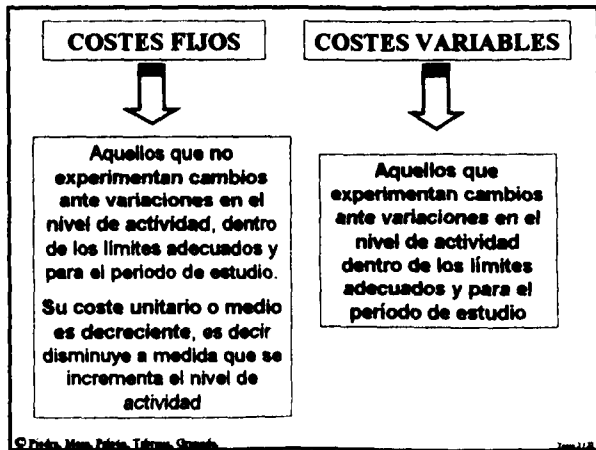 COSTES FIJOS
COSTES VARIABLES
Aquellos que no
experimentan cambios
ante variaciones en el
nivel de actividad, dentro
de los límites adecuados y
para el periodo de estudio.
Su coste unitario o medio
es decreciente, es decir
disminuye a medida que se
incrementa el nivel de
actividad
Aquellos que
experimentan cambios
ante variaciones en el
nivel de actividad
dentro de los límites
adecuados y para el
período de estudio
©